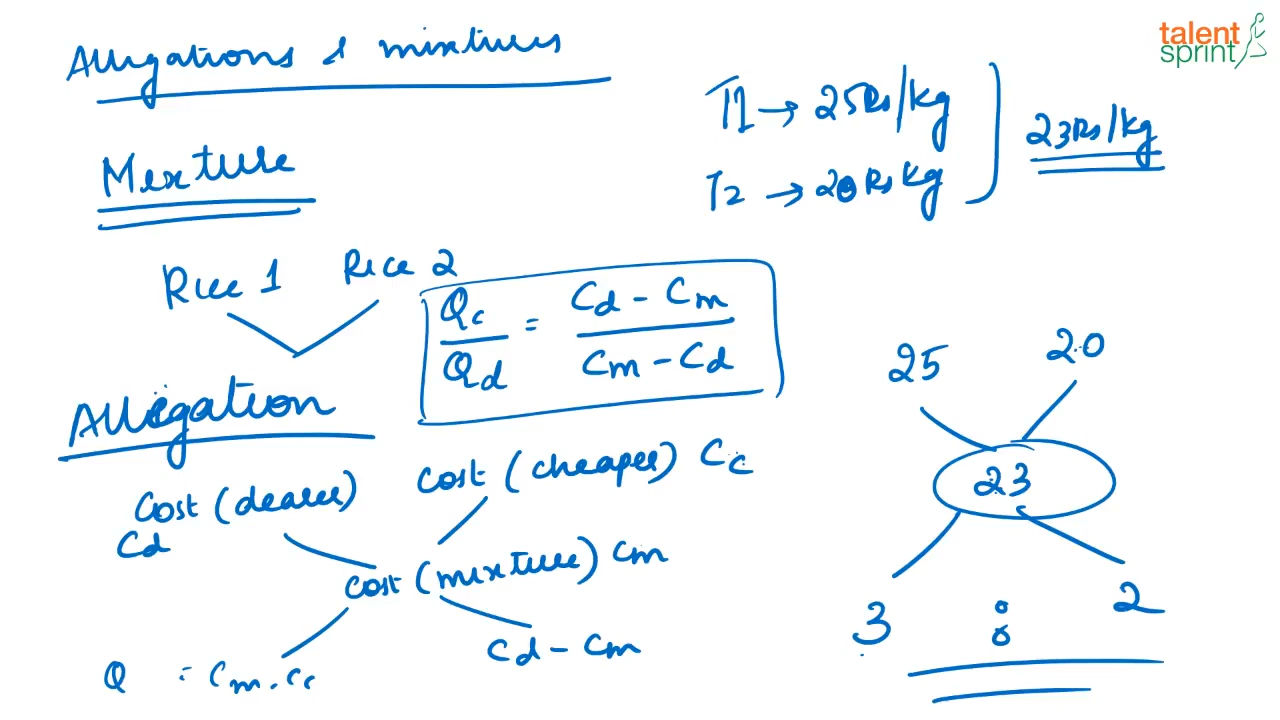 Alligations & mixtures
talent
sprint
T1 → 25Rs/kg
T2 → 20Rs kg
23Rs/kg
Mixture
Rice 1 Rice 2
Qc/Qd = Cd - Cm/Cm - Cd
25 20
23
3 : 2
Alligation
Cost (dearer) Cost (cheaper) Cc
Cd
Cost (mixture) Cm
Cd - Cm
Q = Cm - Cc